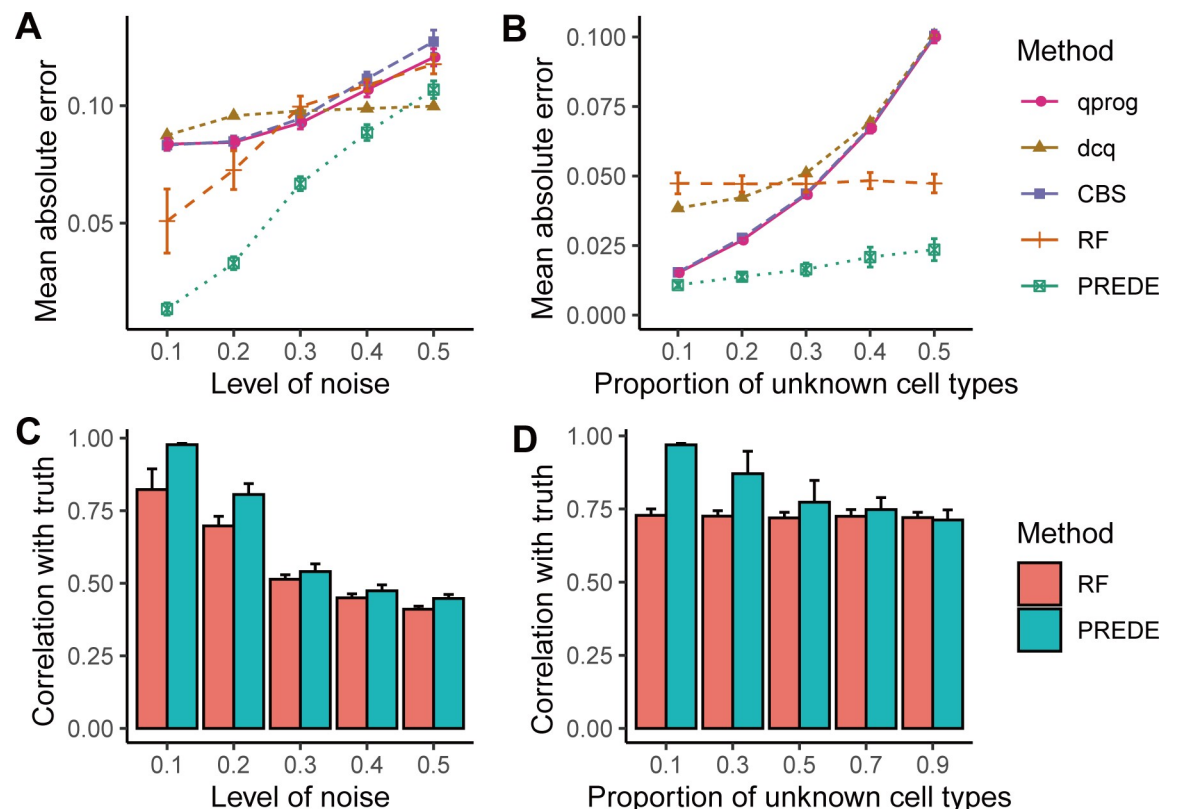 A
Mean absolute error
0.10
0.05
0.1 0.2 0.3 0.4 0.5
Level of noise
B
Mean absolute error
0.100
0.075
0.050
0.025
0.000
0.1 0.2 0.3 0.4 0.5
Proportion of unknown cell types
Method
qprog
dcq
CBS
RF
PREDE
C
Correlation with truth
1.00
0.75
0.50
0.25
0.00
0.1 0.2 0.3 0.4 0.5
Level of noise
D
Correlation with truth
1.00
0.75
0.50
0.25
0.00
0.1 0.3 0.5 0.7 0.9
Proportion of unknown cell types
Method
RF
PREDE